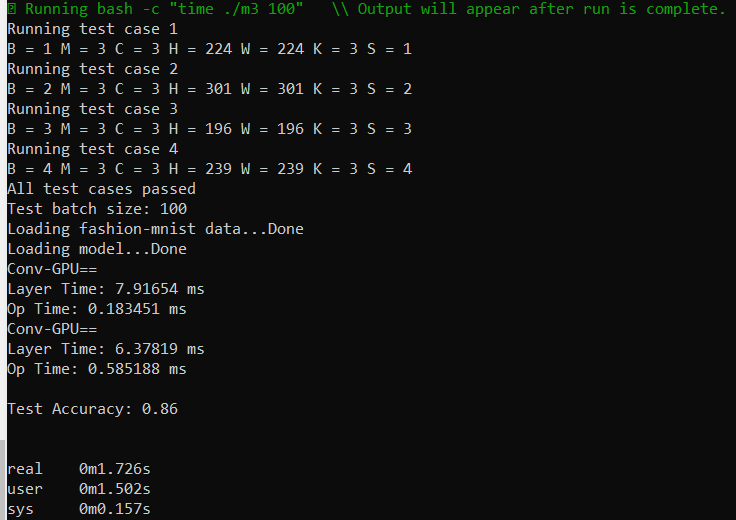 Running bash -c "time ./m3 100"   \\ Output will appear after run is complete.
Running test case 1
B = 1 M = 3 C = 3 H = 224 W = 224 K = 3 S = 1
Running test case 2
B = 2 M = 3 C = 3 H = 301 W = 301 K = 3 S = 2
Running test case 3
B = 3 M = 3 C = 3 H = 196 W = 196 K = 3 S = 3
Running test case 4
B = 4 M = 3 C = 3 H = 239 W = 239 K = 3 S = 4
All test cases passed
Test batch size: 100
Loading fashion-mnist data...Done
Loading model...Done
Conv-GPU==
Layer Time: 7.91654 ms
Op Time: 0.183451 ms
Conv-GPU==
Layer Time: 6.37819 ms
Op Time: 0.585188 ms
Test Accuracy: 0.86
real    0m1.726s
user    0m1.502s
sys     0m0.157s